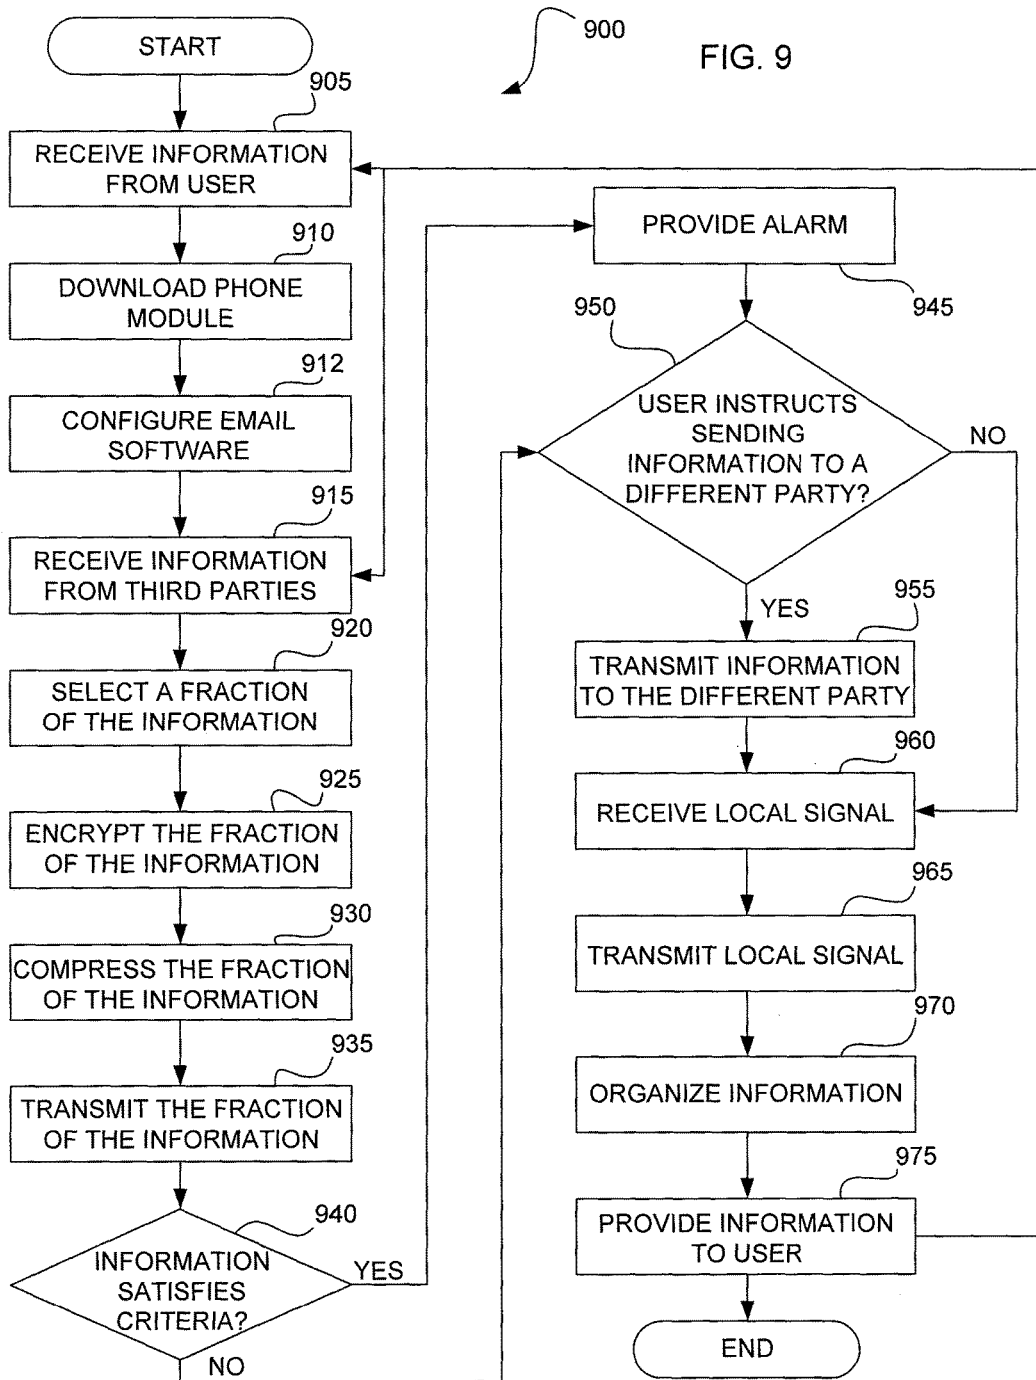 START
900
FIG. 9
905
RECEIVE INFORMATION
FROM USER
910
DOWNLOAD PHONE
MODULE
912
CONFIGURE EMAIL
SOFTWARE
915
RECEIVE INFORMATION
FROM THIRD PARTIES
920
SELECT A FRACTION
OF THE INFORMATION
925
ENCRYPT THE FRACTION
OF THE INFORMATION
930
COMPRESS THE FRACTION
OF THE INFORMATION
935
TRANSMIT THE FRACTION
OF THE INFORMATION
940
INFORMATION
SATISFIES
CRITERIA?
YES
NO
PROVIDE ALARM
945
950
USER INSTRUCTS
SENDING
INFORMATION TO A
DIFFERENT PARTY?
NO
YES
955
TRANSMIT INFORMATION
TO THE DIFFERENT PARTY
960
RECEIVE LOCAL SIGNAL
965
TRANSMIT LOCAL SIGNAL
970
ORGANIZE INFORMATION
975
PROVIDE INFORMATION
TO USER
END